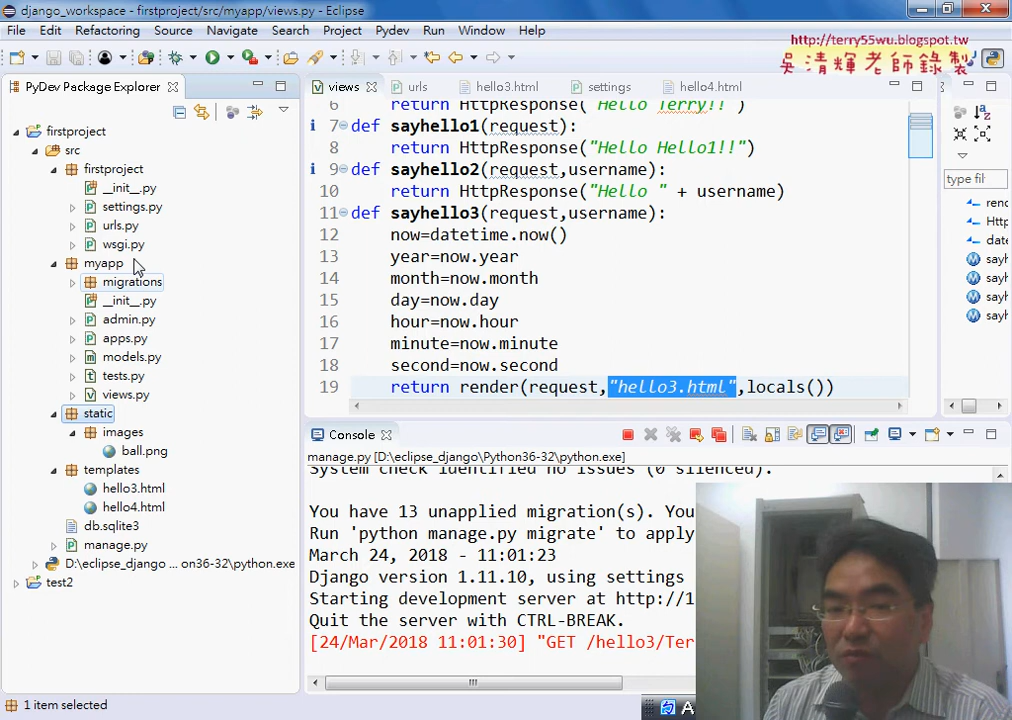 django_workspace - firstproject/src/myapp/views.py - Eclipse
File Edit Refactoring Source Navigate Search Project Pydev Run Window Help
http://terry55wu.blogspot.tw
吳清輝老師錄製
PyDev Package Explorer
firstproject
src
firstproject
__init__.py
settings.py
urls.py
wsgi.py
myapp
migrations
__init__.py
admin.py
apps.py
models.py
tests.py
views.py
static
images
ball.png
templates
hello3.html
hello4.html
db.sqlite3
manage.py
D:\eclipse_django ... on36-32\python.exe
test2
views urls hello3.html settings hello4.html
6 return HttpResponse("Hello Terry!!")
7 def sayhello1(request):
8 return HttpResponse("Hello Hello1!!")
9 def sayhello2(request,username):
10 return HttpResponse("Hello " + username)
11 def sayhello3(request,username):
12 now=datetime.now()
13 year=now.year
14 month=now.month
15 day=now.day
16 hour=now.hour
17 minute=now.minute
18 second=now.second
19 return render(request,"hello3.html",locals())
type fil
Console
manage.py [D:\eclipse_django\Python36-32\python.exe]
System check identified no issues (0 silenced).
You have 13 unapplied migration(s). You
Run 'python manage.py migrate' to apply
March 24, 2018 - 11:01:23
Django version 1.11.10, using settings
Starting development server at http://1
Quit the server with CTRL-BREAK.
[24/Mar/2018 11:01:30] "GET /hello3/Ter
1 item selected